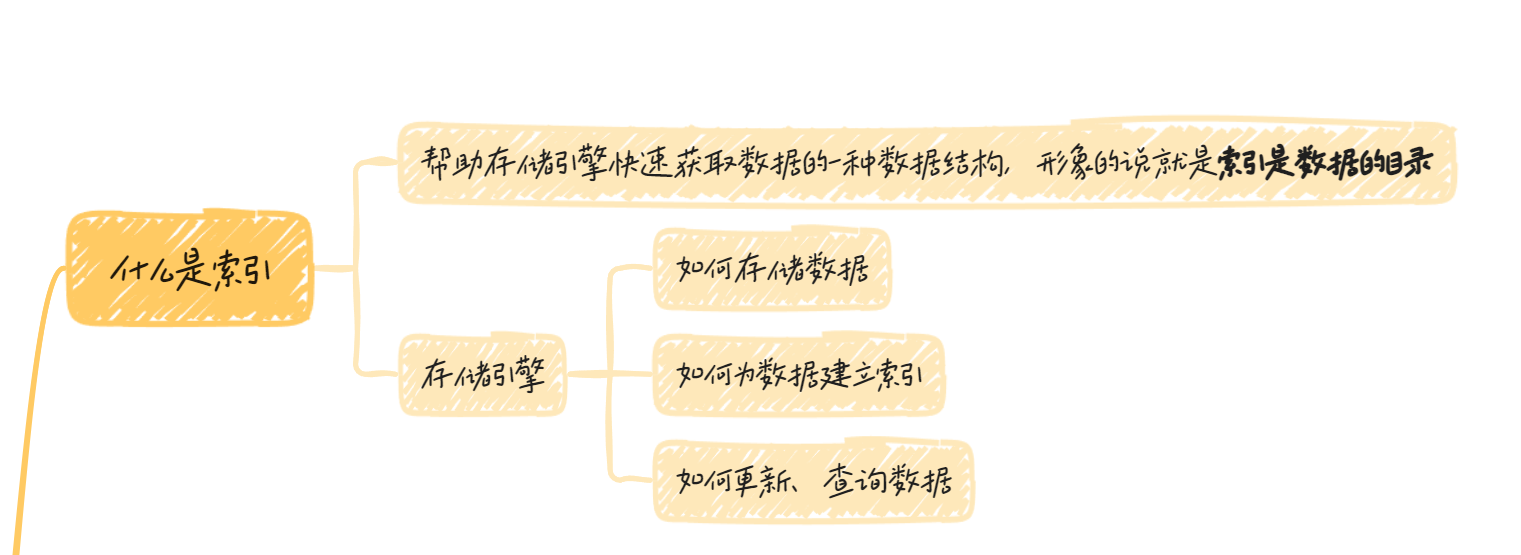 什么是索引
帮助存储引擎快速获取数据的一种数据结构, 形象的说就是索引是数据的目录
存储引擎
如何存储数据
如何为数据建立索引
如何更新、查询数据